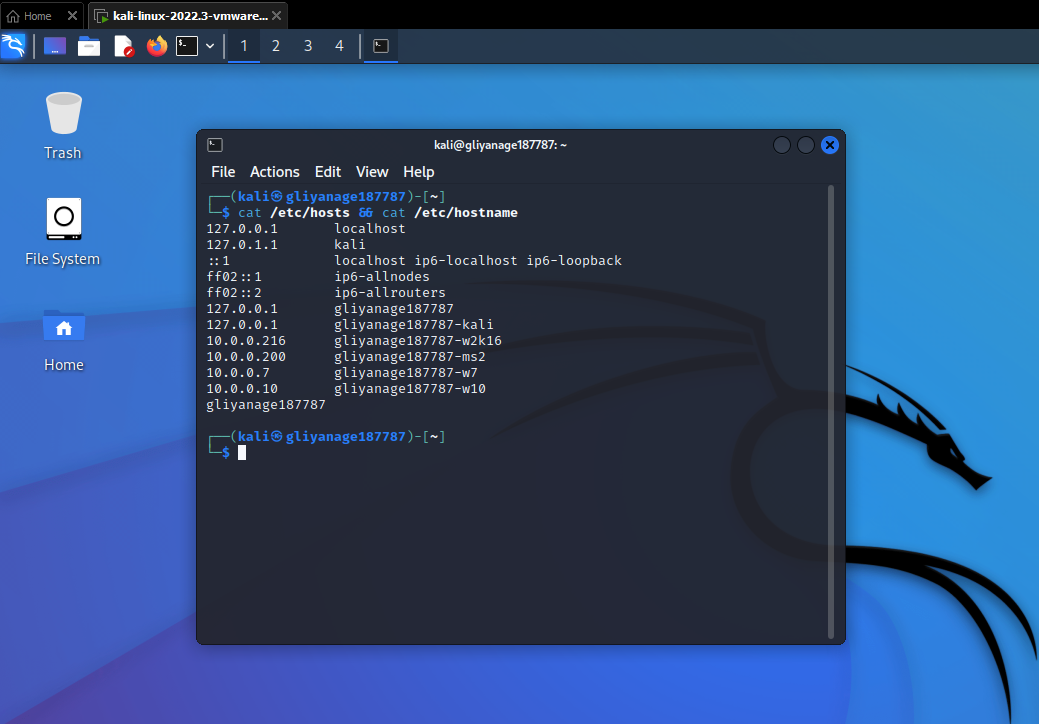 Home
kali-linux-2022.3-vmware...
1 2 3 4
Trash
File System
Home
kali@gliyanage187787: ~
File Actions Edit View Help
┌──(kali㉿gliyanage187787)-[~]
└─$ cat /etc/hosts && cat /etc/hostname
127.0.0.1       localhost
127.0.1.1       kali
::1             localhost ip6-localhost ip6-loopback
ff02::1         ip6-allnodes
ff02::2         ip6-allrouters
127.0.0.1       gliyanage187787
127.0.0.1       gliyanage187787-kali
10.0.0.216      gliyanage187787-w2k16
10.0.0.200      gliyanage187787-ms2
10.0.0.7        gliyanage187787-w7
10.0.0.10       gliyanage187787-w10
gliyanage187787
┌──(kali㉿gliyanage187787)-[~]
└─$